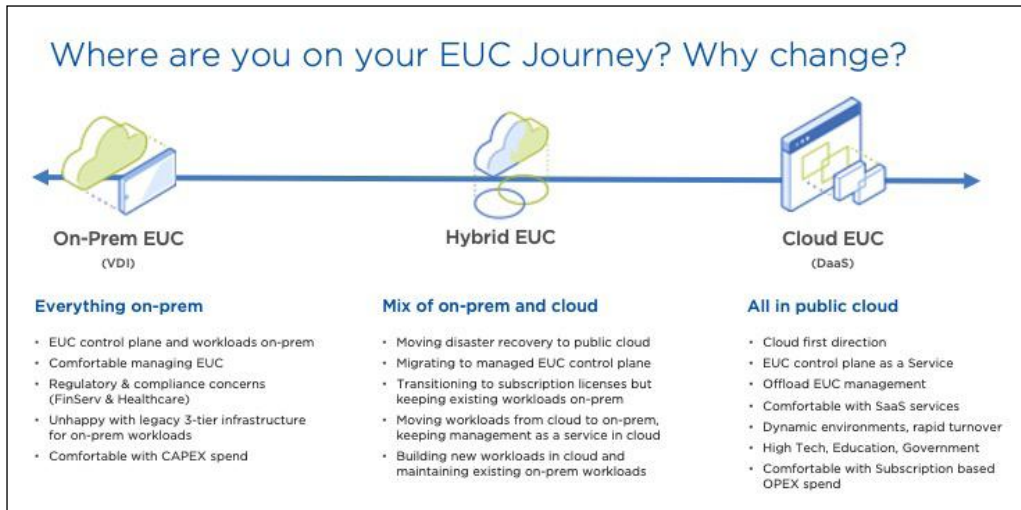 Where are you on your EUC Journey? Why change?
On-Prem EUC
(VDI)
Hybrid EUC
Cloud EUC
(DaaS)
Everything on-prem
• EUC control plane and workloads on-prem
• Comfortable managing EUC
• Regulatory & compliance concerns
(FinServ & Healthcare)
• Unhappy with legacy 3-tier infrastructure
for on-prem workloads
• Comfortable with CAPEX spend
Mix of on-prem and cloud
• Moving disaster recovery to public cloud
• Migrating to managed EUC control plane
• Transitioning to subscription licenses but
keeping existing workloads on-prem
• Moving workloads from cloud to on-prem,
keeping management as a service in cloud
• Building new workloads in cloud and
maintaining existing on-prem workloads
All in public cloud
• Cloud first direction
• EUC control plane as a Service
• Offload EUC management
• Comfortable with SaaS services
• Dynamic environments, rapid turnover
• High Tech, Education, Government
• Comfortable with Subscription based
OPEX spend